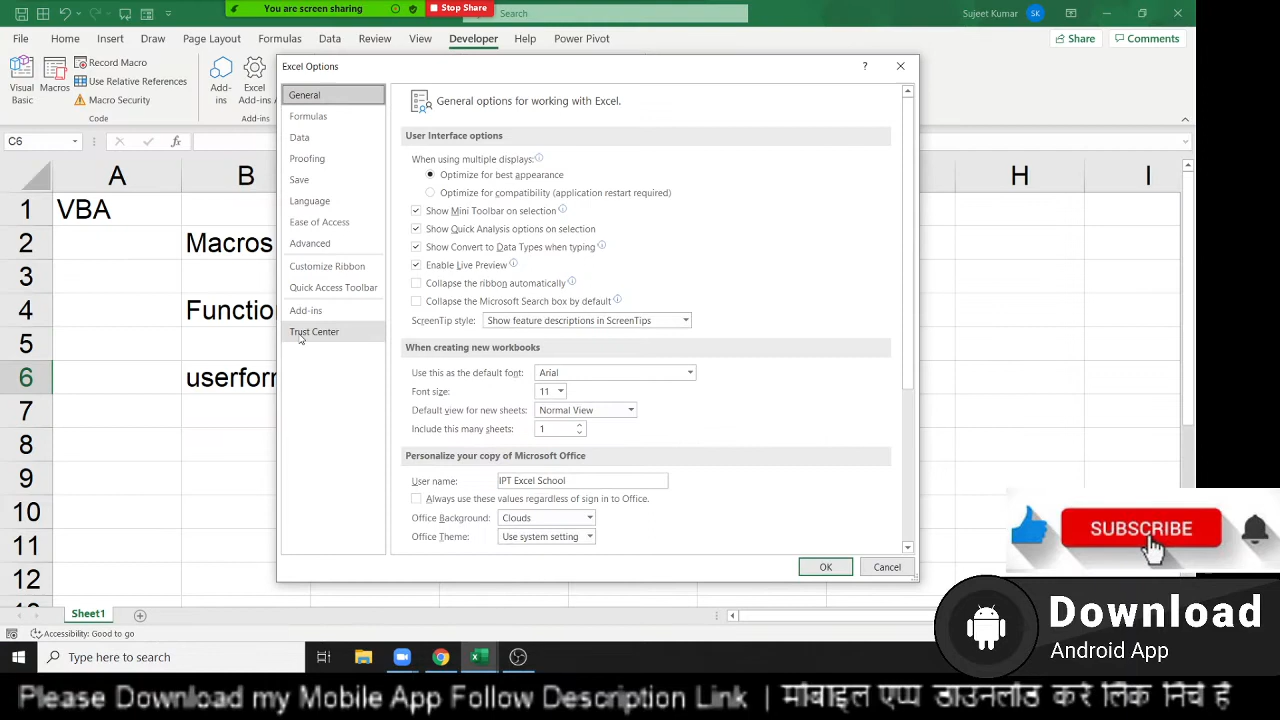 You are screen sharing
Stop Share
Search
Sujeet Kumar
SK
File
Home
Insert
Draw
Page Layout
Formulas
Data
Review
View
Developer
Help
Power Pivot
Share
Comments
Visual Basic
Macros
Record Macro
Use Relative References
Macro Security
Code
Add-ins
Excel Add-ins
Add-ins
C6
fx
A
B
H
I
1
VBA
2
Macros
3
4
Function
5
6
userform
7
8
9
10
11
12
Excel Options
?
General
Formulas
Data
Proofing
Save
Language
Ease of Access
Advanced
Customize Ribbon
Quick Access Toolbar
Add-ins
Trust Center
General options for working with Excel.
User Interface options
When using multiple displays:
Optimize for best appearance
Optimize for compatibility (application restart required)
Show Mini Toolbar on selection
Show Quick Analysis options on selection
Show Convert to Data Types when typing
Enable Live Preview
Collapse the ribbon automatically
Collapse the Microsoft Search box by default
ScreenTip style: Show feature descriptions in ScreenTips
When creating new workbooks
Use this as the default font: Arial
Font size: 11
Default view for new sheets: Normal View
Include this many sheets: 1
Personalize your copy of Microsoft Office
User name: IPT Excel School
Always use these values regardless of sign in to Office.
Office Background: Clouds
Office Theme: Use system setting
OK
Cancel
SUBSCRIBE
Download
Android App
Sheet1
Accessibility: Good to go
Type here to search
Please Download my Mobile App Follow Description Link | मोबाइल एप्प डाउनलोड करे लिंक निचे है